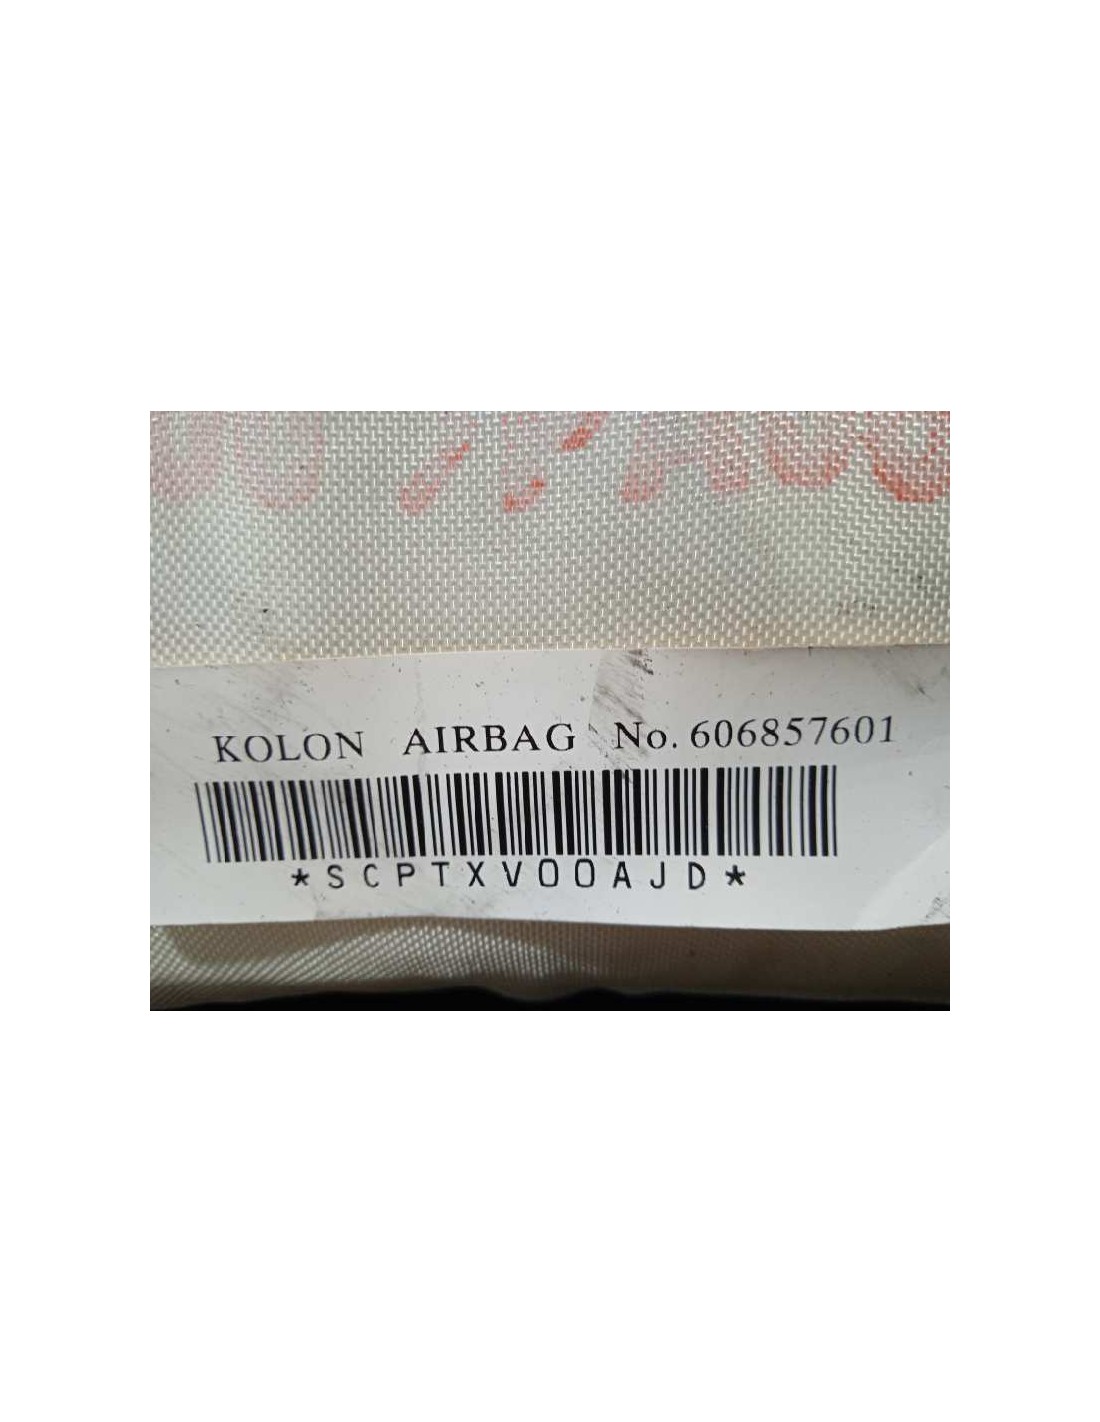 KOLON AIRBAG No. 606857601
*SCPTXV00AJD*